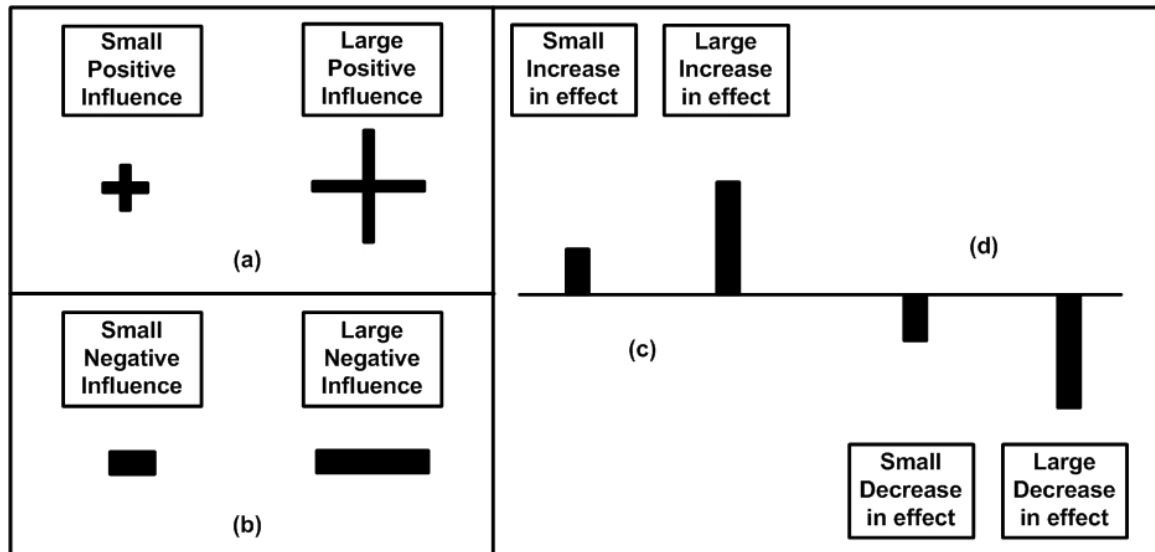 Small
Positive
Influence
Large
Positive
Influence
(a)
Small
Negative
Influence
Large
Negative
Influence
(b)
Small
Increase
in effect
Large
Increase
in effect
(d)
(c)
Small
Decrease
in effect
Large
Decrease
in effect